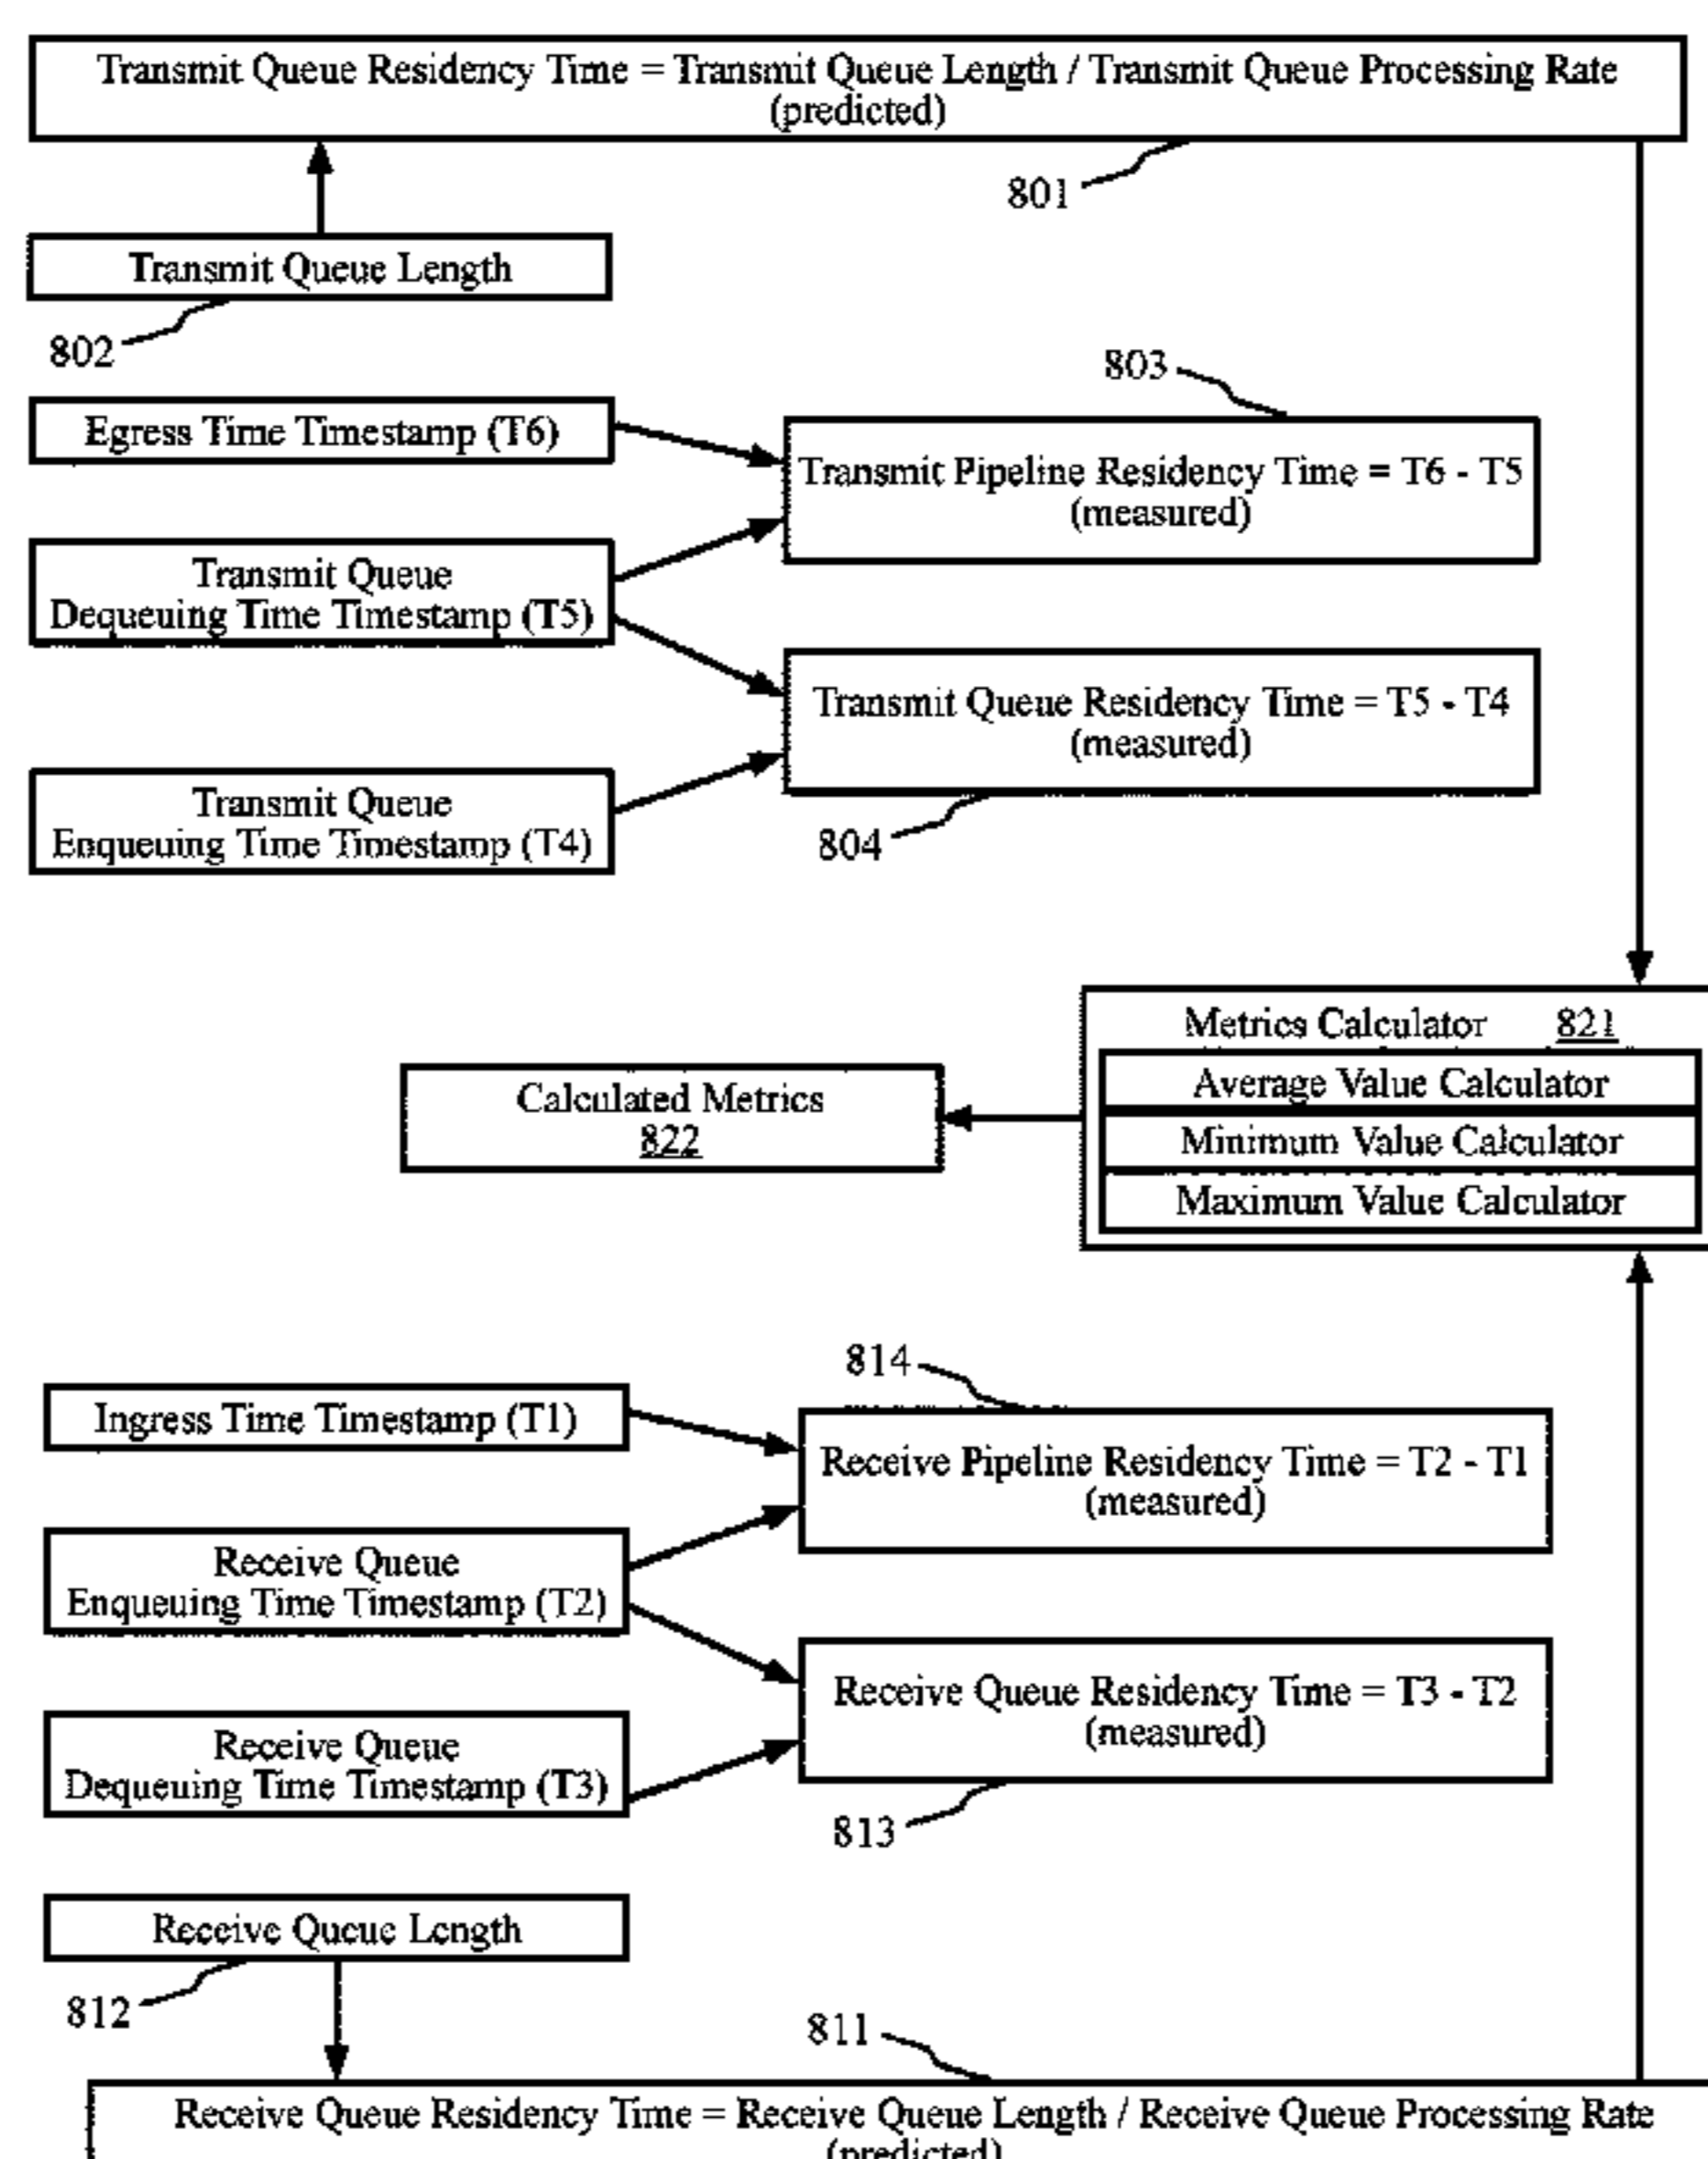 Transmit Queue Residency Time = Transmit Queue Length / Transmit Queue Processing Rate
(predicted)
801
Transmit Queue Length
802
803
Egress Time Timestamp (T6)
Transmit Pipeline Residency Time = T6 - T5
(measured)
Transmit Queue
Dequeuing Time Timestamp (T5)
Transmit Queue Residency Time = T5 - T4
(measured)
Transmit Queue
Enqueuing Time Timestamp (T4)
804
Metrics Calculator 821
Average Value Calculator
Minimum Value Calculator
Maximum Value Calculator
Calculated Metrics
822
814
Ingress Time Timestamp (T1)
Receive Pipeline Residency Time = T2 - T1
(measured)
Receive Queue
Enqueuing Time Timestamp (T2)
Receive Queue Residency Time = T3 - T2
(measured)
Receive Queue
Dequeuing Time Timestamp (T3)
813
Receive Queue Length
812
811
Receive Queue Residency Time = Receive Queue Length / Receive Queue Processing Rate
(predicted)